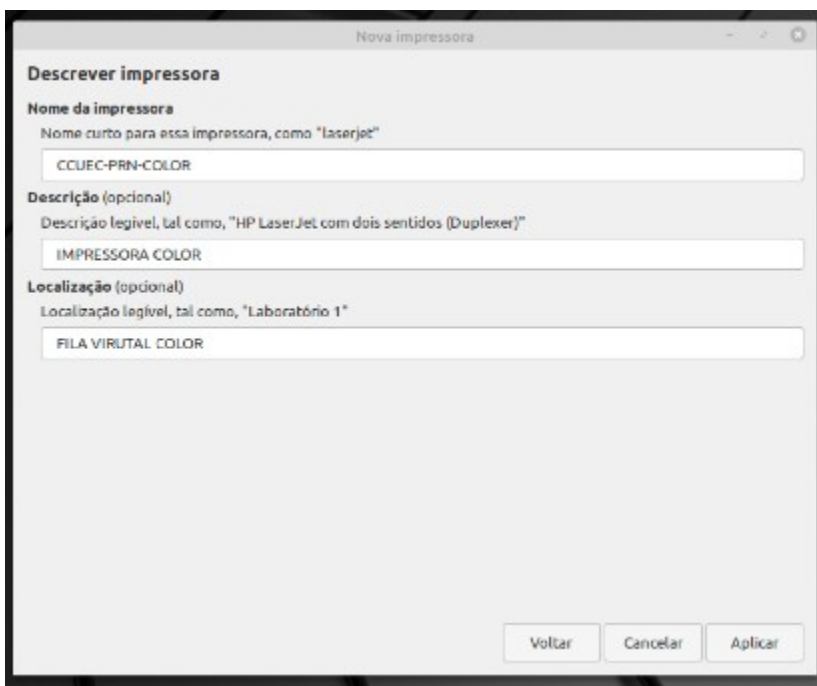 Nova impressora
Descrever impressora
Nome da impressora
Nome curto para essa impressora, como "laserjet"
CCUEC-PRN-COLOR
Descrição (opcional)
Descrição legível, tal como, "HP LaserJet com dois sentidos (Duplexer)"
IMPRESSORA COLOR
Localização (opcional)
Localização legível, tal como, "Laboratório 1"
FILA VIRUTAL COLOR
Voltar Cancelar Aplicar